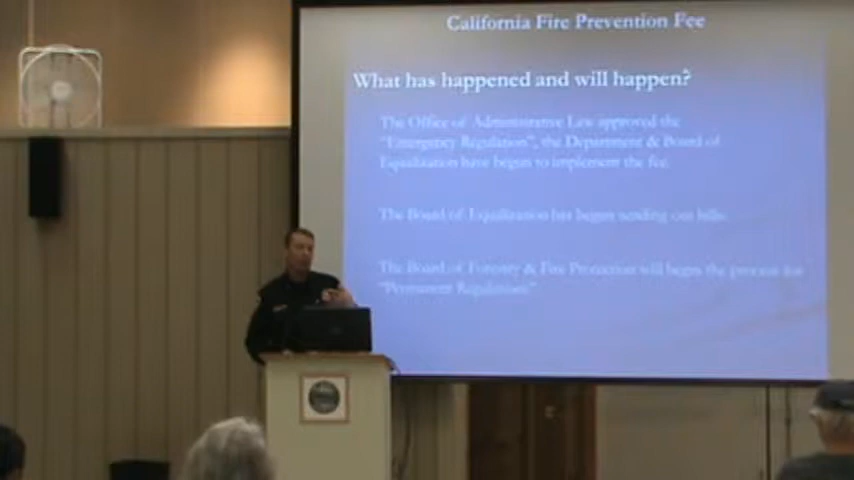 California Fire Prevention Fee
What has happened and will happen?
The Office of Administrative Law approved the
"Emergency Regulation", the Department & Board of
Equalization have begun to implement the fee.
The Board of Equalization has begun sending out bills.
The Board of Forestry & Fire Protection will begin the process for
"Permanent Regulations"